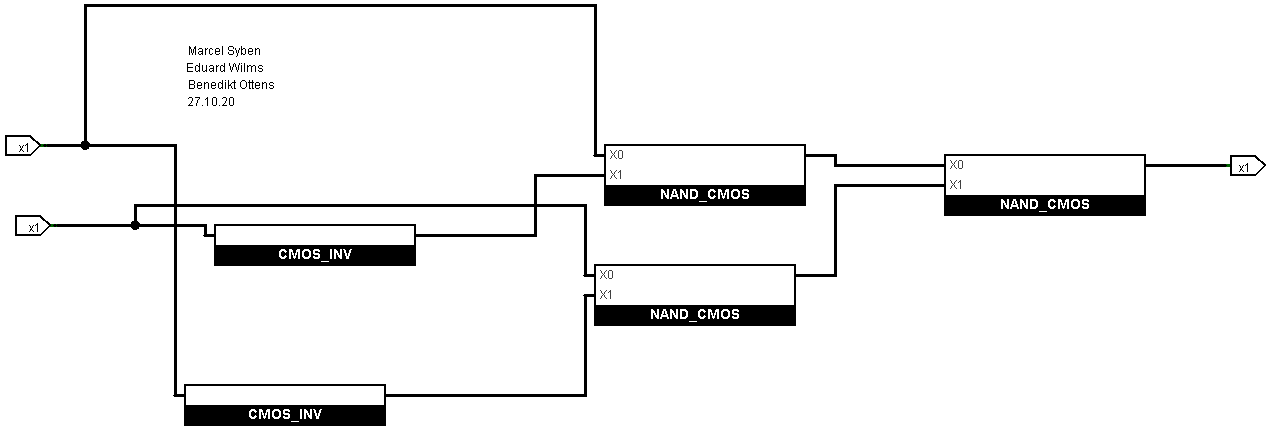 Marcel Syben
Eduard Wilms
Benedikt Ottens
27.10.20
x1
X0
X1
NAND_CMOS
X0
X1
NAND_CMOS
x1
x1
CMOS_INV
X0
X1
NAND_CMOS
CMOS_INV